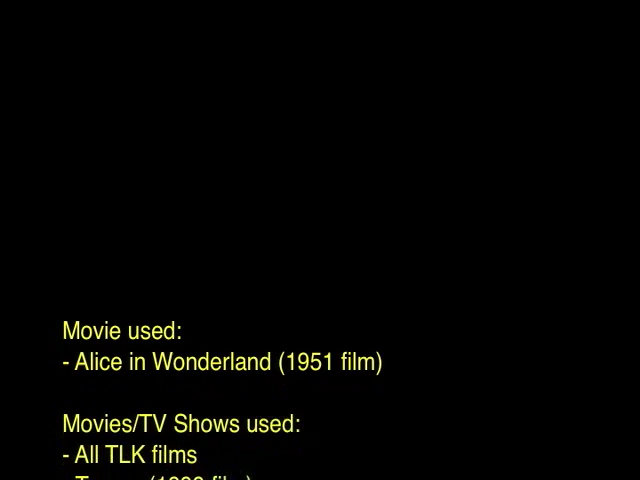 Movie used:
- Alice in Wonderland (1951 film)
Movies/TV Shows used:
- All TLK films